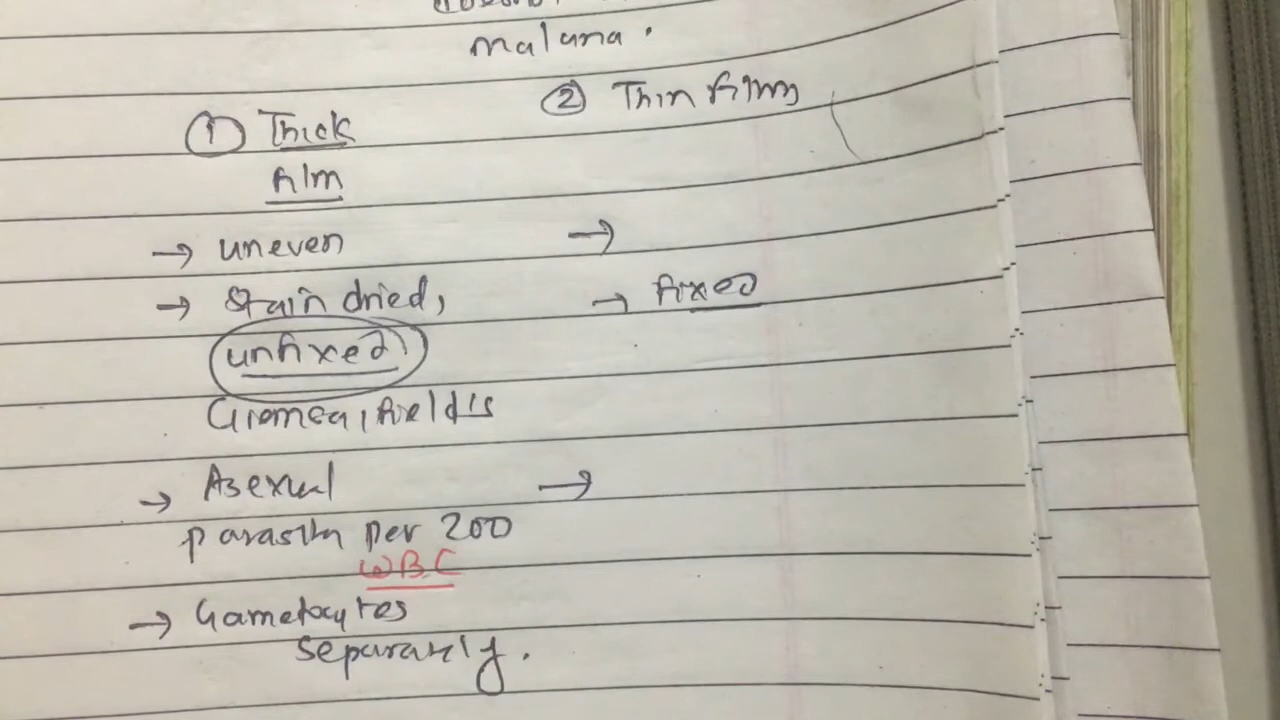 malaria.
① Thick
film
② Thin films
→ uneven
→
→ Stain dried,
unfixed
→ fixed
Giemsa, field's
→ Asexual
parasite per 200
WBC
→
→ Gametocytes
separately.